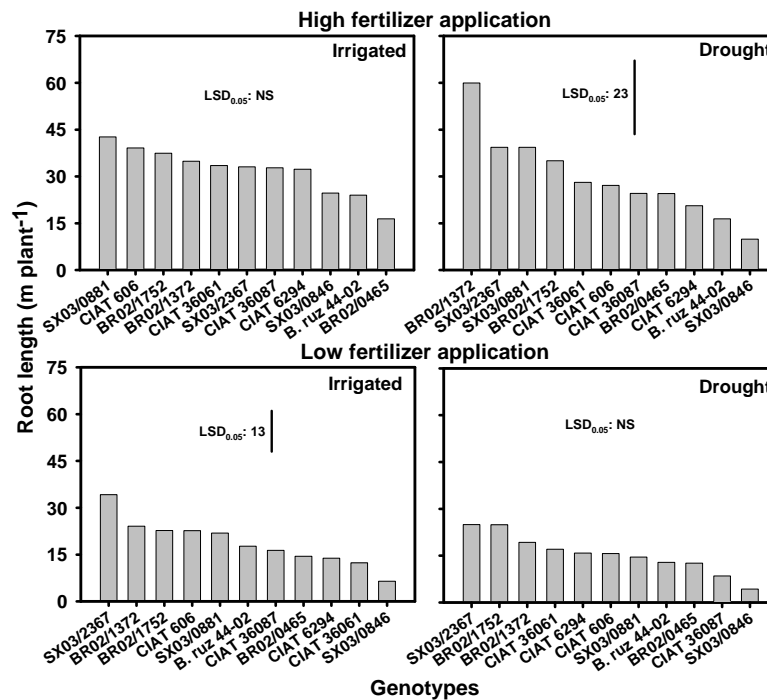 High fertilizer application
Root length (m plant-1)
75
60
45
30
15
0
Irrigated
LSD0.05: NS
SX03/0881
CIAT 606
BR02/1752
BR02/1372
CIAT 36061
SX03/2367
CIAT 36087
CIAT 6294
SX03/0846
B. ruz 44-02
BR02/0465
Drought
LSD0.05: 23
BR02/1372
SX03/2367
SX03/0881
BR02/1752
CIAT 36061
CIAT 606
CIAT 36087
BR02/0465
CIAT 6294
B. ruz 44-02
SX03/0846
Low fertilizer application
75
60
45
30
15
0
Irrigated
LSD0.05: 13
SX03/2367
BR02/1372
BR02/1752
CIAT 606
SX03/0881
B. ruz 44-02
CIAT 36087
BR02/0465
CIAT 6294
CIAT 36061
SX03/0846
Drought
LSD0.05: NS
SX03/2367
BR02/1752
BR02/1372
CIAT 36061
CIAT 6294
CIAT 606
SX03/0881
B. ruz 44-02
BR02/0465
CIAT 36087
SX03/0846
Genotypes